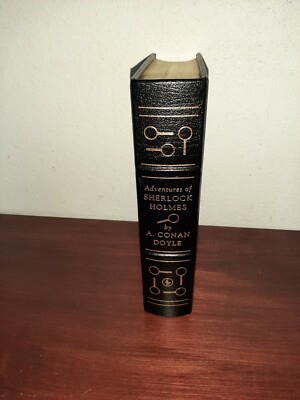 Adventures of
SHERLOCK
HOLMES
by
A. CONAN
DOYLE